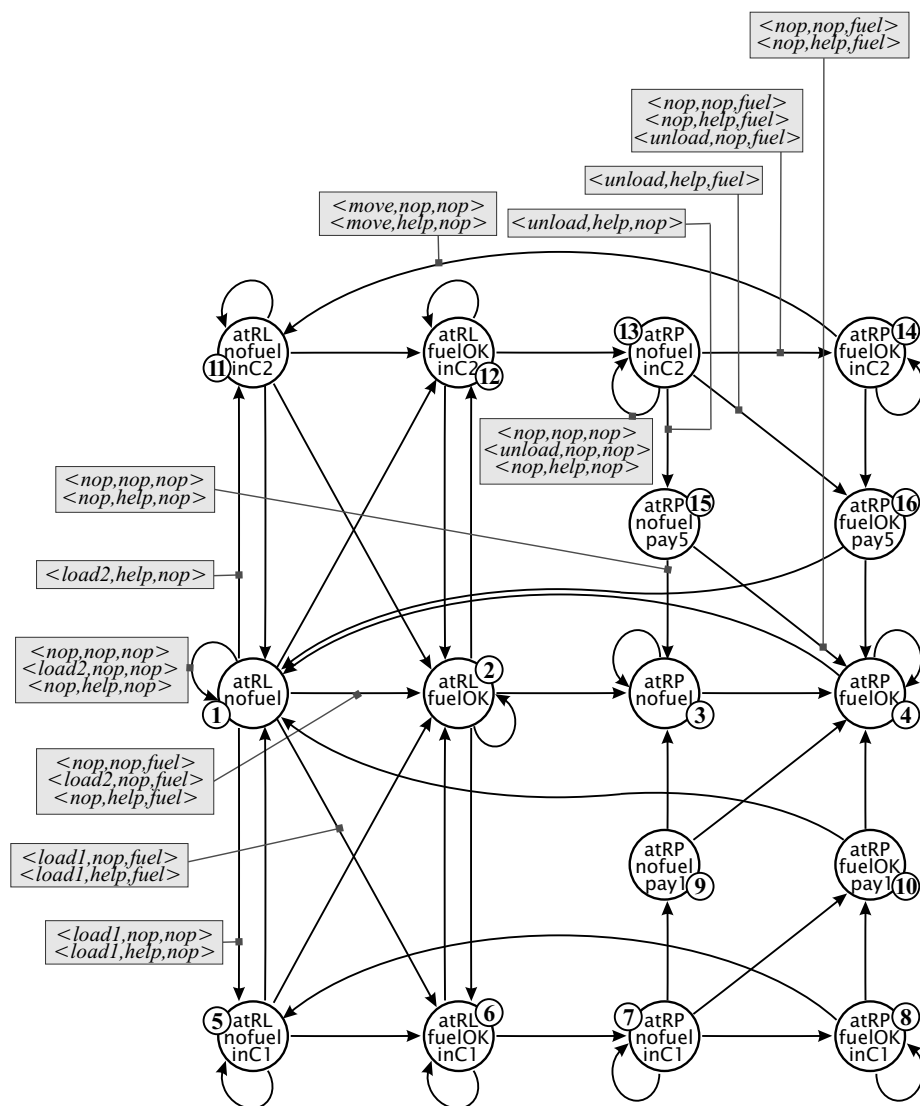 <nop,nop,fuel>
<nop,help,fuel>
<nop,nop,fuel>
<nop,help,fuel>
<unload,nop,fuel>
<unload,help,fuel>
<unload,help,nop>
<move,nop,nop>
<move,help,nop>
atRL
nofuel
inC2
11
atRL
fuelOK
inC2
12
13
atRP
nofuel
inC2
14
atRP
fuelOK
inC2
<nop,nop,nop>
<unload,nop,nop>
<nop,help,nop>
<nop,nop,nop>
<nop,help,nop>
15
atRP
nofuel
pay5
16
atRP
fuelOK
pay5
<load2,help,nop>
<nop,nop,nop>
<load2,nop,nop>
<nop,help,nop>
atRL
nofuel
1
2
atRL
fuelOK
atRP
nofuel
3
atRP
fuelOK
4
<nop,nop,fuel>
<load2,nop,fuel>
<nop,help,fuel>
<load1,nop,fuel>
<load1,help,fuel>
atRP
nofuel
pay1
9
atRP
fuelOK
pay1
10
<load1,nop,nop>
<load1,help,nop>
5
atRL
nofuel
inC1
6
atRL
fuelOK
inC1
7
atRP
nofuel
inC1
8
atRP
fuelOK
inC1